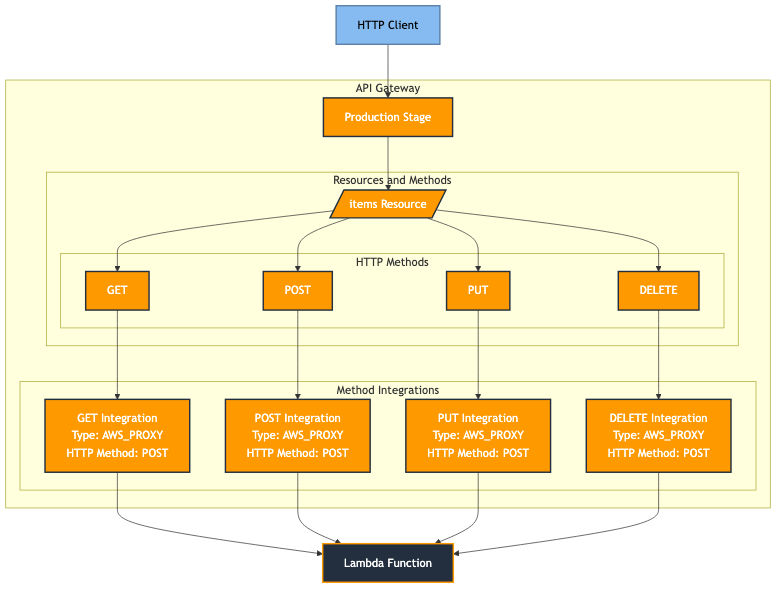 HTTP Client
API Gateway
Production Stage
Resources and Methods
items Resource
HTTP Methods
GET
POST
PUT
DELETE
Method Integrations
GET Integration
Type: AWS_PROXY
HTTP Method: POST
POST Integration
Type: AWS_PROXY
HTTP Method: POST
PUT Integration
Type: AWS_PROXY
HTTP Method: POST
DELETE Integration
Type: AWS_PROXY
HTTP Method: POST
Lambda Function